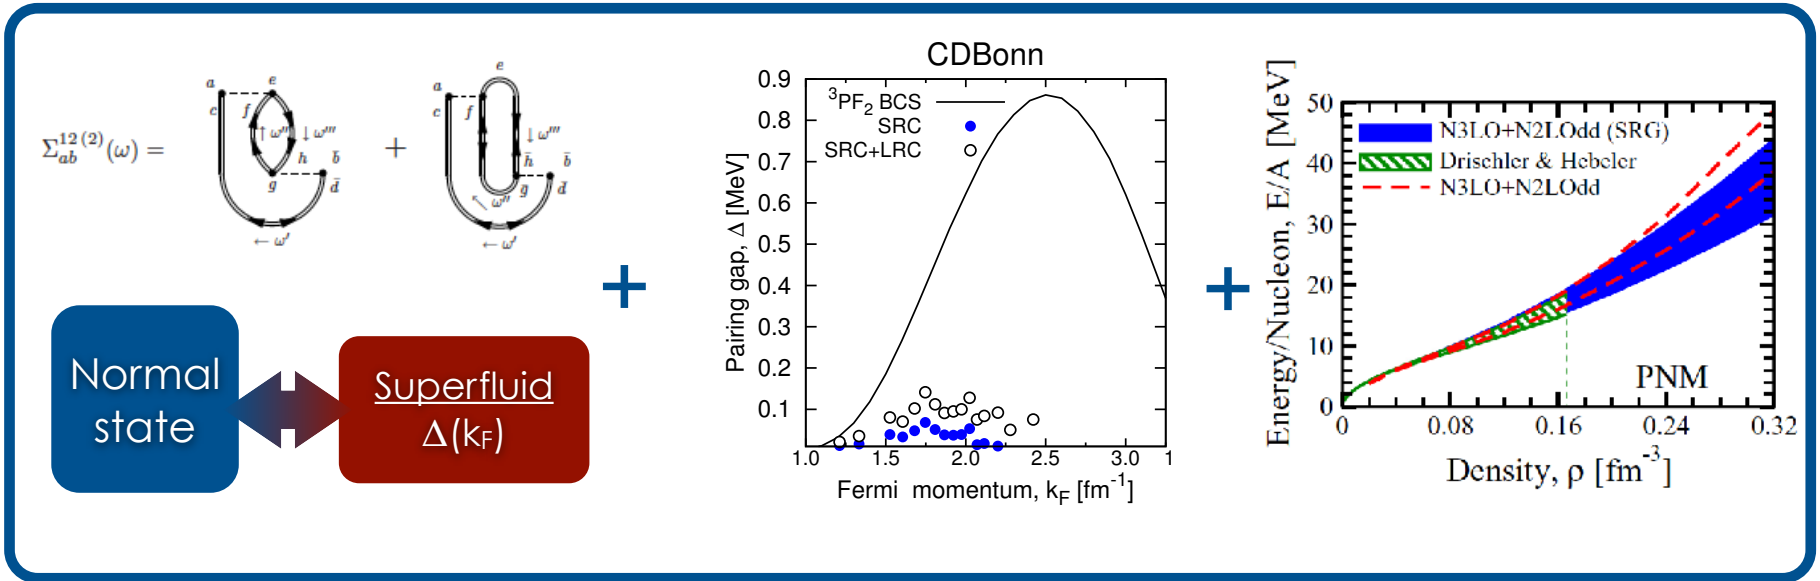 Σ_{ab}^{12 (2)}(ω) =
a
e
c
f
↑ω''
↓ω'''
h
b̄
g
d̄
← ω'
+
e
a
c
f
↓ω'''
h̄
b̄
ḡ
d̄
↖ω''
← ω'
Normal
state
Superfluid
Δ(kF)
+
CDBonn
Pairing gap, Δ [MeV]
0.9
0.8
0.7
0.6
0.5
0.4
0.3
0.2
0.1
³PF₂ BCS
SRC
SRC+LRC
1.0 1.5 2.0 2.5 3.0 1
Fermi momentum, k_F [fm⁻¹]
+
Energy/Nucleon, E/A [MeV]
50
40
30
20
10
0
N3LO+N2LOdd (SRG)
Drischler & Hebeler
N3LO+N2LOdd
PNM
0 0.08 0.16 0.24 0.32
Density, ρ [fm⁻³]